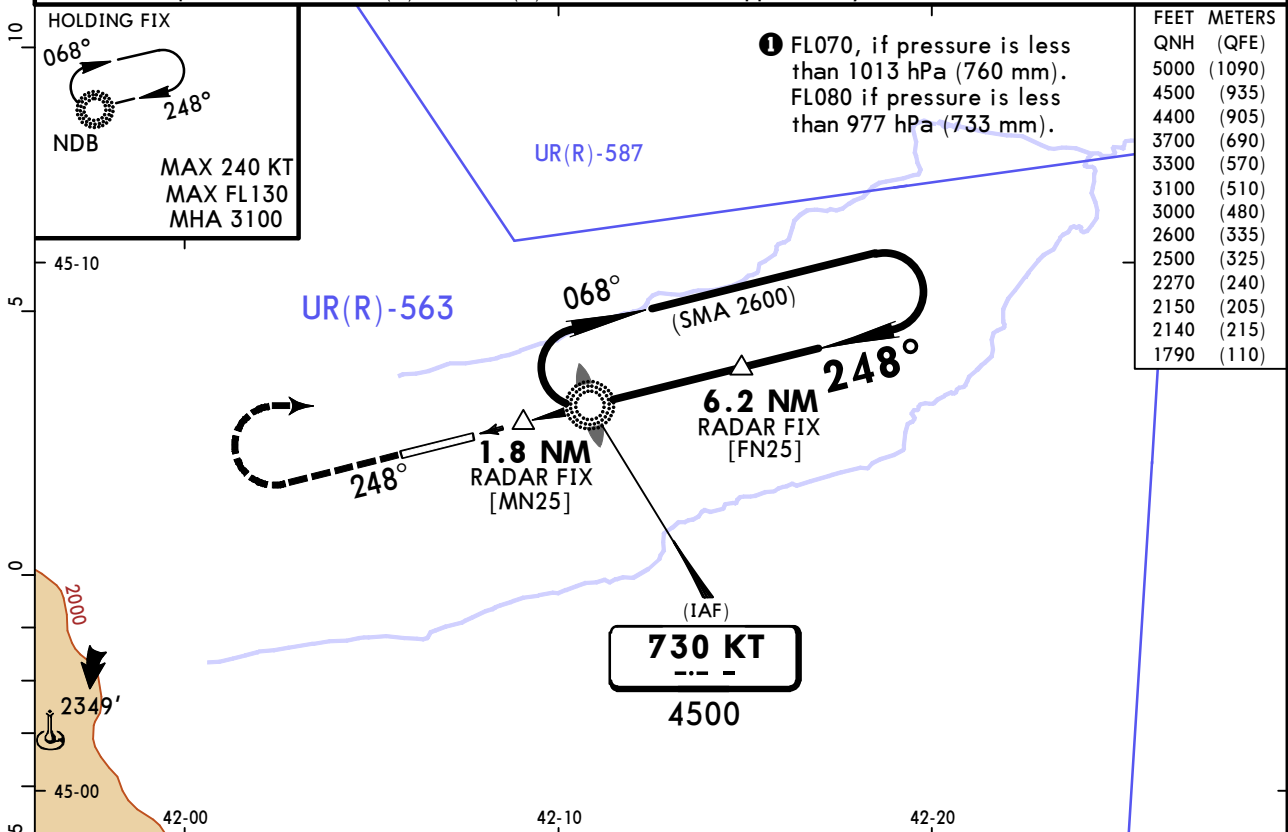 HOLDING FIX
068°
248°
NDB
MAX 240 KT
MAX FL130
MHA 3100
❶ FL070, if pressure is less
than 1013 hPa (760 mm).
FL080 if pressure is less
than 977 hPa (733 mm).
FEET METERS
QNH (QFE)
5000 (1090)
4500 (935)
4400 (905)
3700 (690)
3300 (570)
3100 (510)
3000 (480)
2600 (335)
2500 (325)
2270 (240)
2150 (205)
2140 (215)
1790 (110)
10
UR(R)-587
45-10
5
UR(R)-563
068°
(SMA 2600)
248°
6.2 NM
RADAR FIX
[FN25]
1.8 NM
RADAR FIX
[MN25]
248°
0
2000
(IAF)
730 KT
4500
2349'
45-00
42-00
42-10
42-20
5